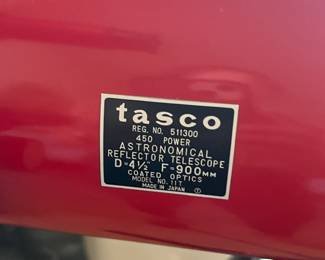 tasco
REG. NO. 511300
450 POWER
ASTRONOMICAL
REFLECTOR TELESCOPE
D-4½" F-900MM
COATED OPTICS
MODEL NO. 11T
MADE IN JAPAN